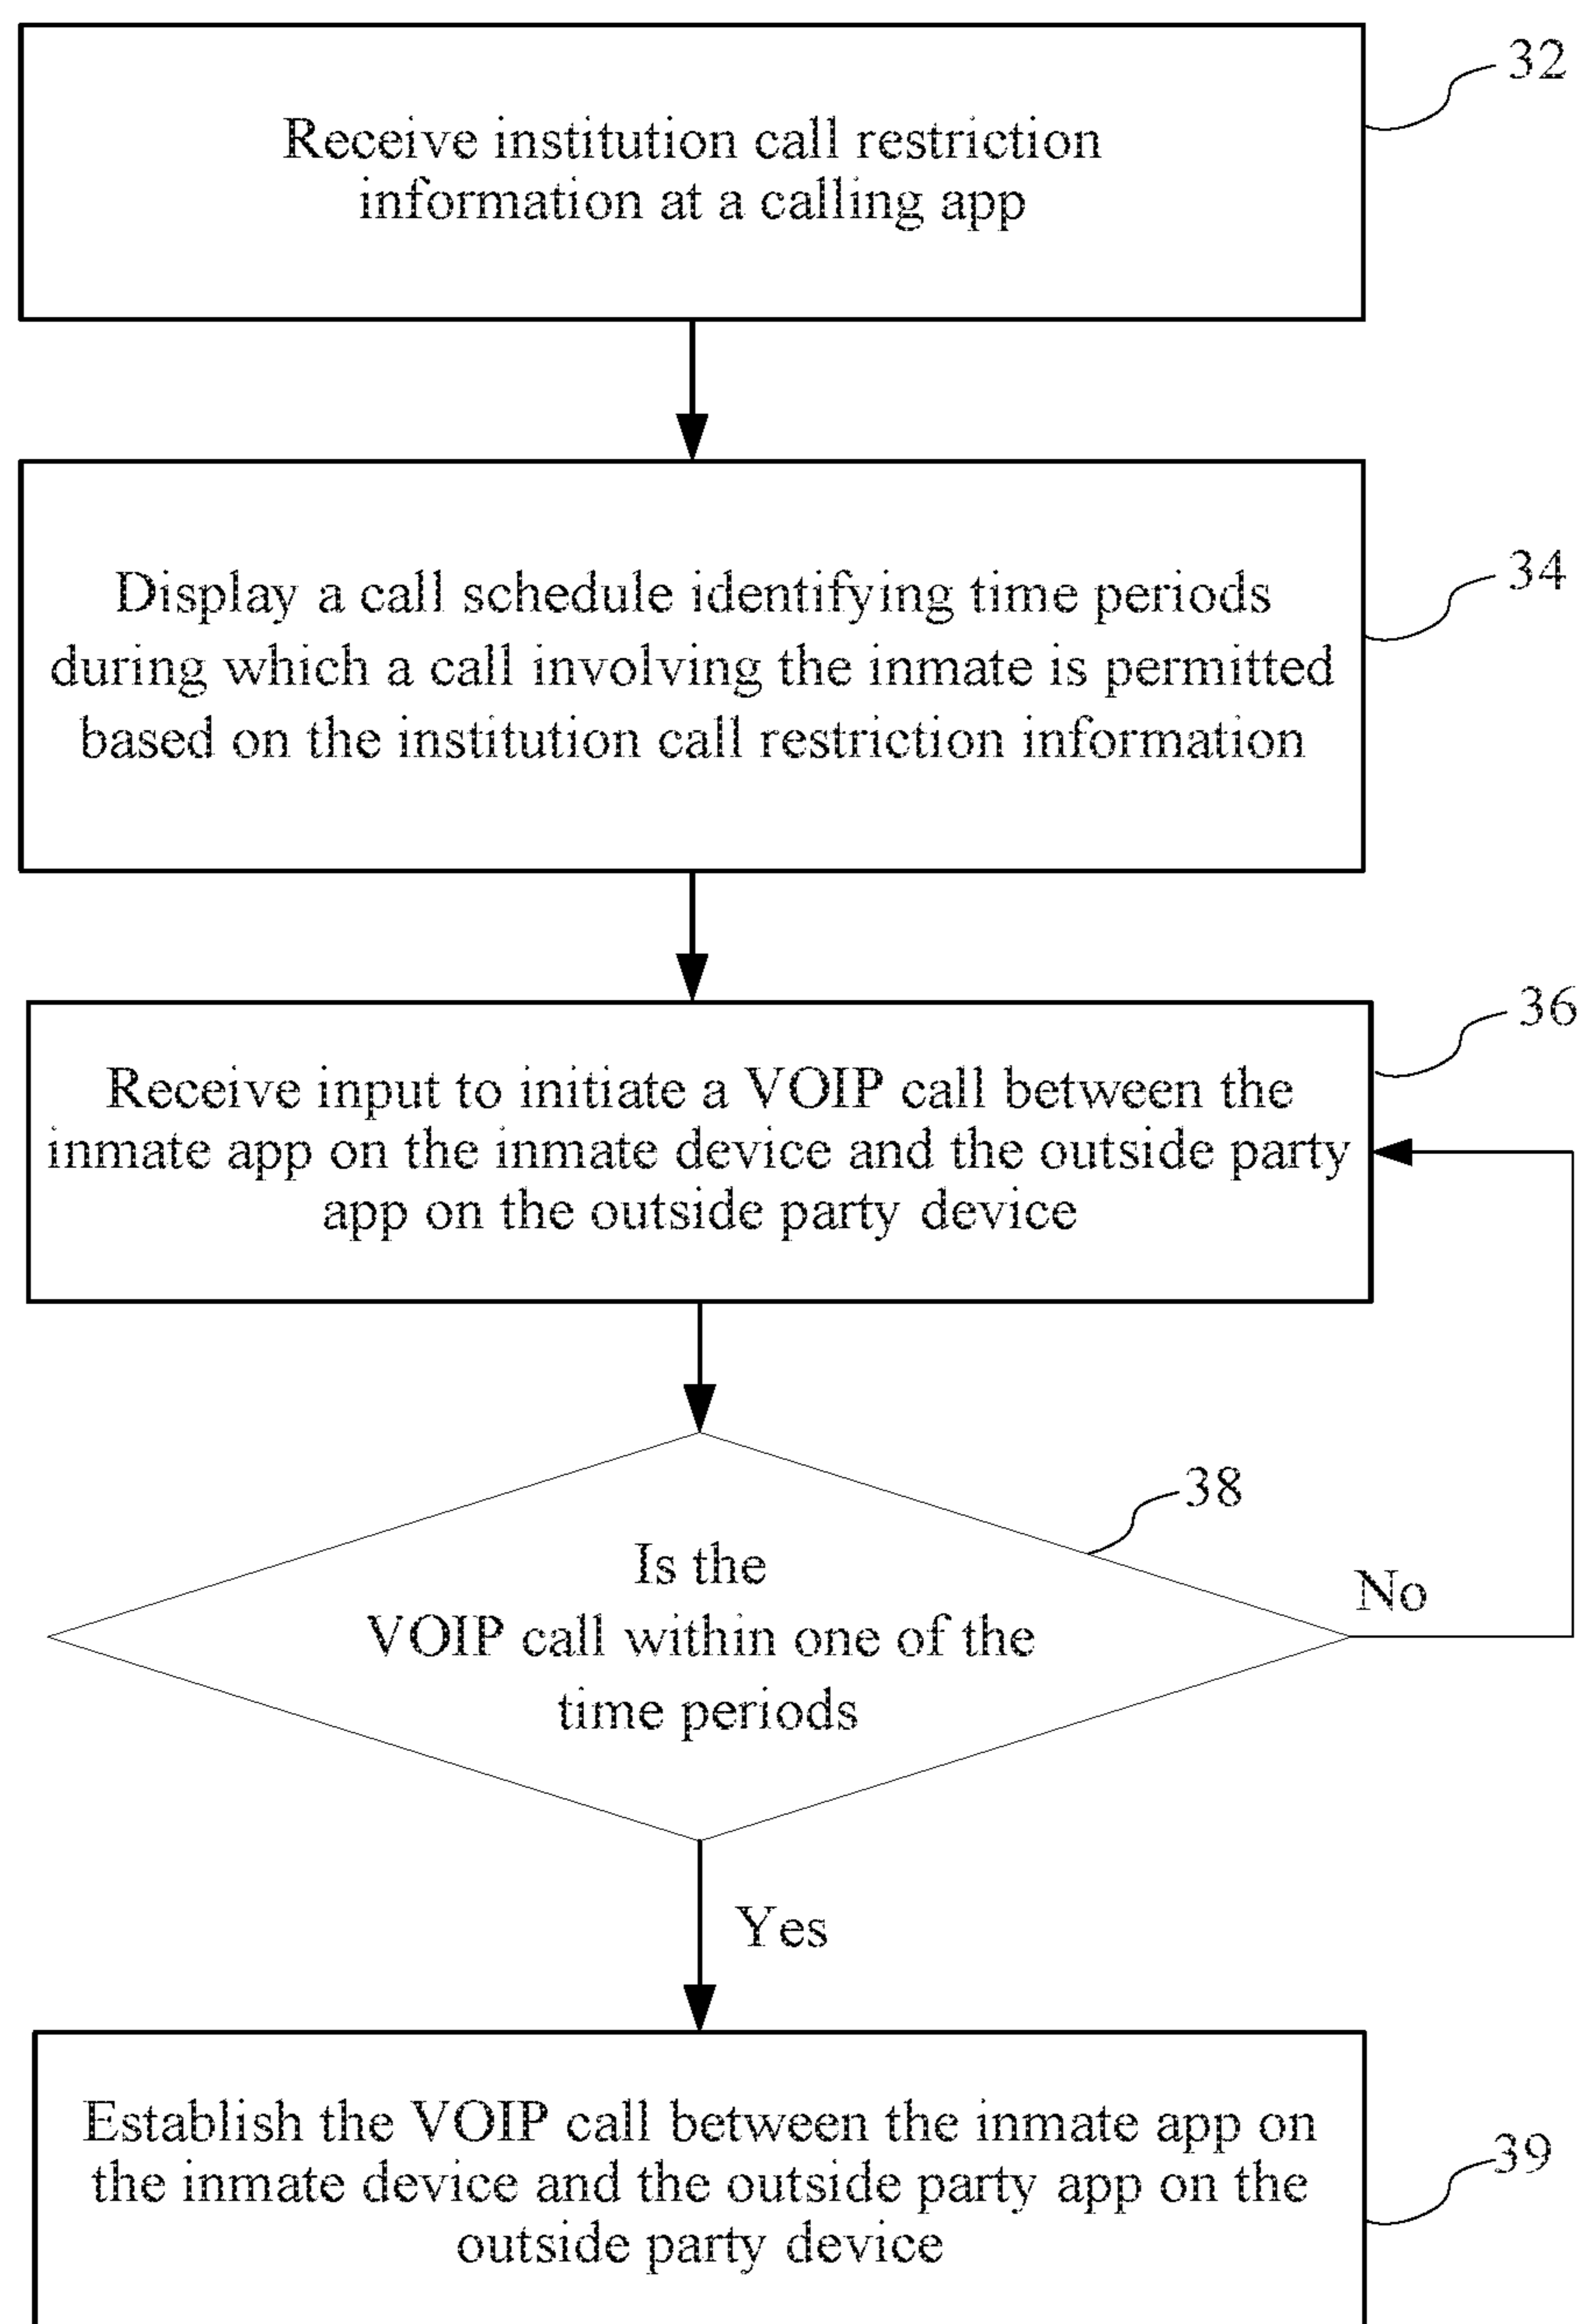 32
Receive institution call restriction
information at a calling app
34
Display a call schedule identifying time periods
during which a call involving the inmate is permitted
based on the institution call restriction information
36
Receive input to initiate a VOIP call between the
inmate app on the inmate device and the outside party
app on the outside party device
38
Is the
VOIP call within one of the
time periods
No
Yes
Establish the VOIP call between the inmate app on
the inmate device and the outside party app on the
outside party device
39